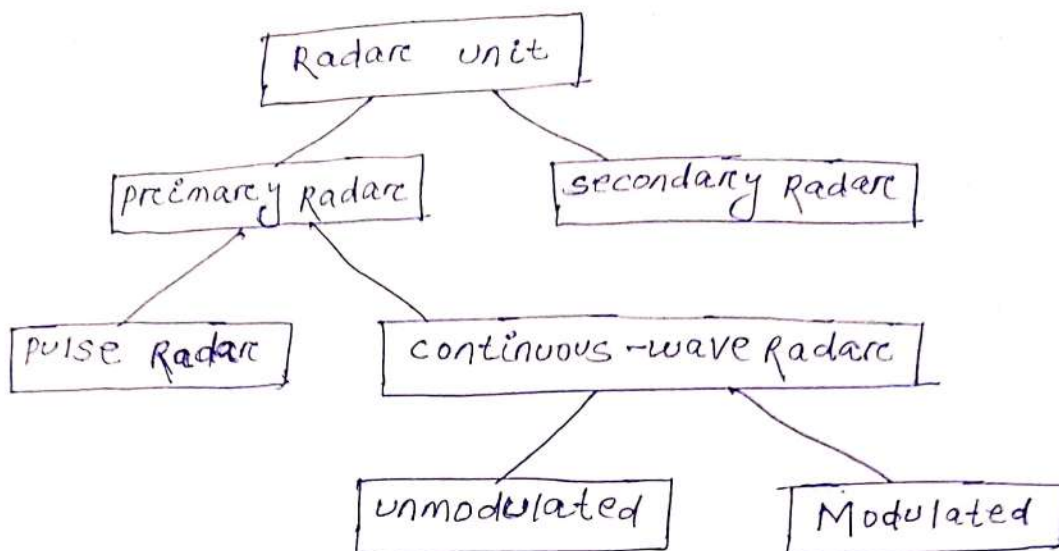 Radar unit
primary Radar
secondary Radar
pulse Radar
continuous-wave Radar
unmodulated
Modulated